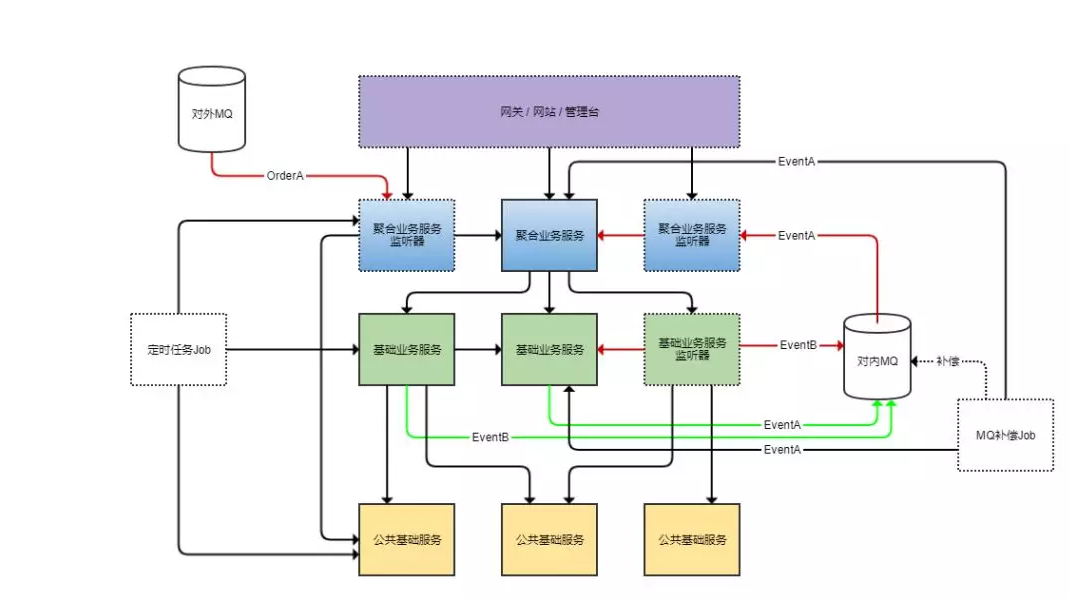 对外MQ
网关 / 网站 / 管理台
EventA
OrderA
聚合业务服务
监听器
聚合业务服务
聚合业务服务
监听器
EventA
定时任务Job
基础业务服务
基础业务服务
基础业务服务
监听器
EventB
对内MQ
补偿
EventA
EventB
EventA
MQ补偿Job
公共基础服务
公共基础服务
公共基础服务